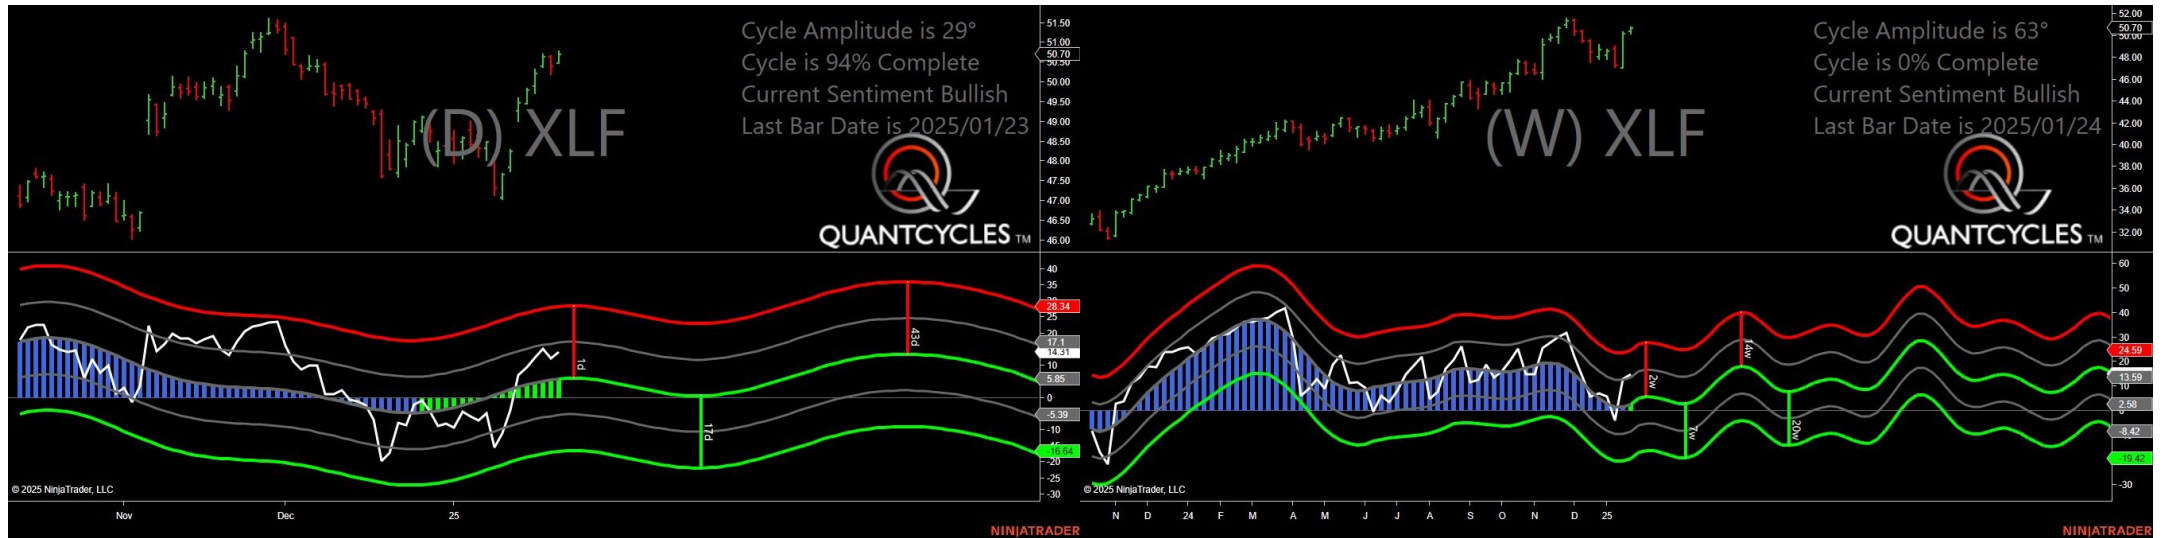 Cycle Amplitude is 29°
Cycle is 94% Complete
Current Sentiment Bullish
Last Bar Date is 2025/01/23
(D) XLF
QUANTCYCLES TM
51.50
51.00
50.70
50.50
50.00
49.50
49.00
48.50
48.00
47.50
47.00
46.50
46.00
40
35
28.34
25
20
17.1
14.31
10
5.85
0
-5.39
-10
-16.64
-20
-25
-30
1d
17d
43d
© 2025 NinjaTrader, LLC
Nov
Dec
25
NINJATRADER
Cycle Amplitude is 63°
Cycle is 0% Complete
Current Sentiment Bullish
Last Bar Date is 2025/01/24
(W) XLF
QUANTCYCLES TM
52.00
50.70
50.00
48.00
46.00
44.00
42.00
40.00
38.00
36.00
34.00
32.00
60
50
40
30
24.59
20
13.59
10
2.58
0
-8.42
-19.42
-30
2w
7w
14w
20w
© 2025 NinjaTrader, LLC
N D 24 F M A M J J A S O N D 25
NINJATRADER